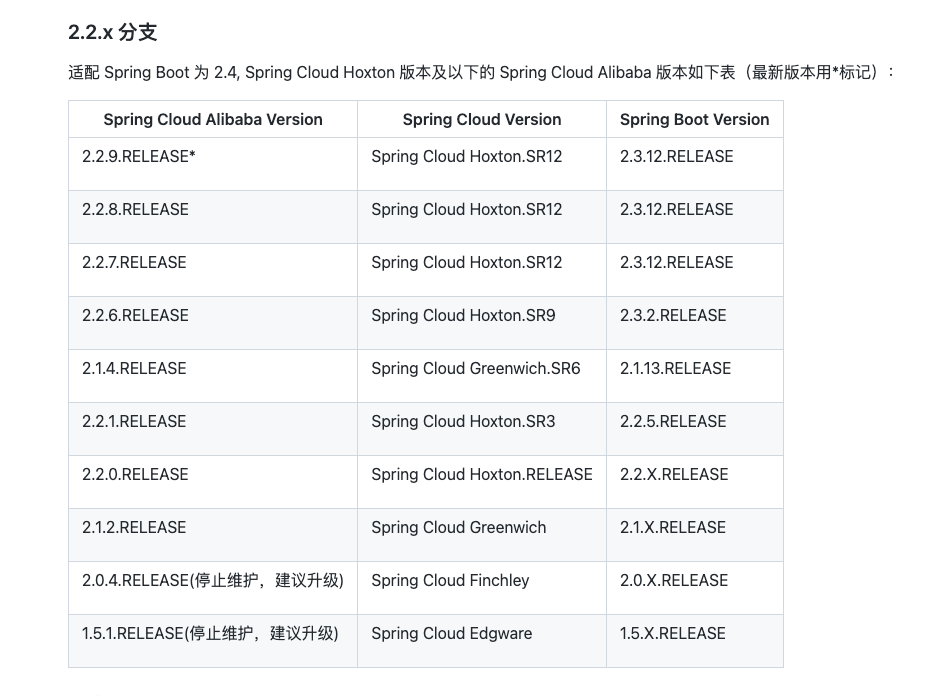 2.2.x 分支
适配 Spring Boot 为 2.4, Spring Cloud Hoxton 版本及以下的 Spring Cloud Alibaba 版本如下表（最新版本用*标记）：
Spring Cloud Alibaba Version Spring Cloud Version Spring Boot Version
2.2.9.RELEASE* Spring Cloud Hoxton.SR12 2.3.12.RELEASE
2.2.8.RELEASE Spring Cloud Hoxton.SR12 2.3.12.RELEASE
2.2.7.RELEASE Spring Cloud Hoxton.SR12 2.3.12.RELEASE
2.2.6.RELEASE Spring Cloud Hoxton.SR9 2.3.2.RELEASE
2.1.4.RELEASE Spring Cloud Greenwich.SR6 2.1.13.RELEASE
2.2.1.RELEASE Spring Cloud Hoxton.SR3 2.2.5.RELEASE
2.2.0.RELEASE Spring Cloud Hoxton.RELEASE 2.2.X.RELEASE
2.1.2.RELEASE Spring Cloud Greenwich 2.1.X.RELEASE
2.0.4.RELEASE(停止维护，建议升级) Spring Cloud Finchley 2.0.X.RELEASE
1.5.1.RELEASE(停止维护，建议升级) Spring Cloud Edgware 1.5.X.RELEASE